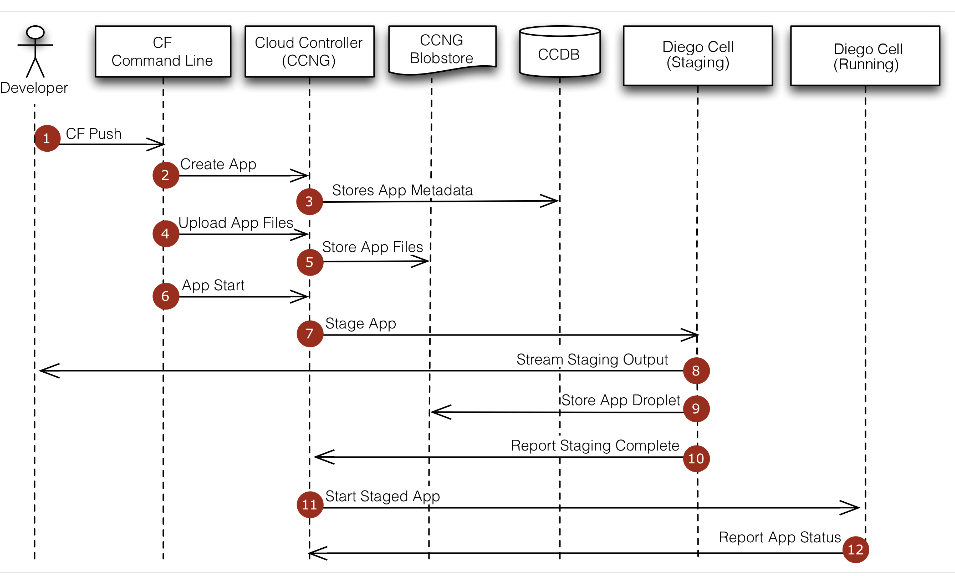 Developer
CF
Command Line
Cloud Controller
(CCNG)
CCNG
Blobstore
CCDB
Diego Cell
(Staging)
Diego Cell
(Running)
1 CF Push
2 Create App
3 Stores App Metadata
4 Upload App Files
5 Store App Files
6 App Start
7 Stage App
Stream Staging Output 8
Store App Droplet 9
Report Staging Complete 10
11 Start Staged App
Report App Status 12